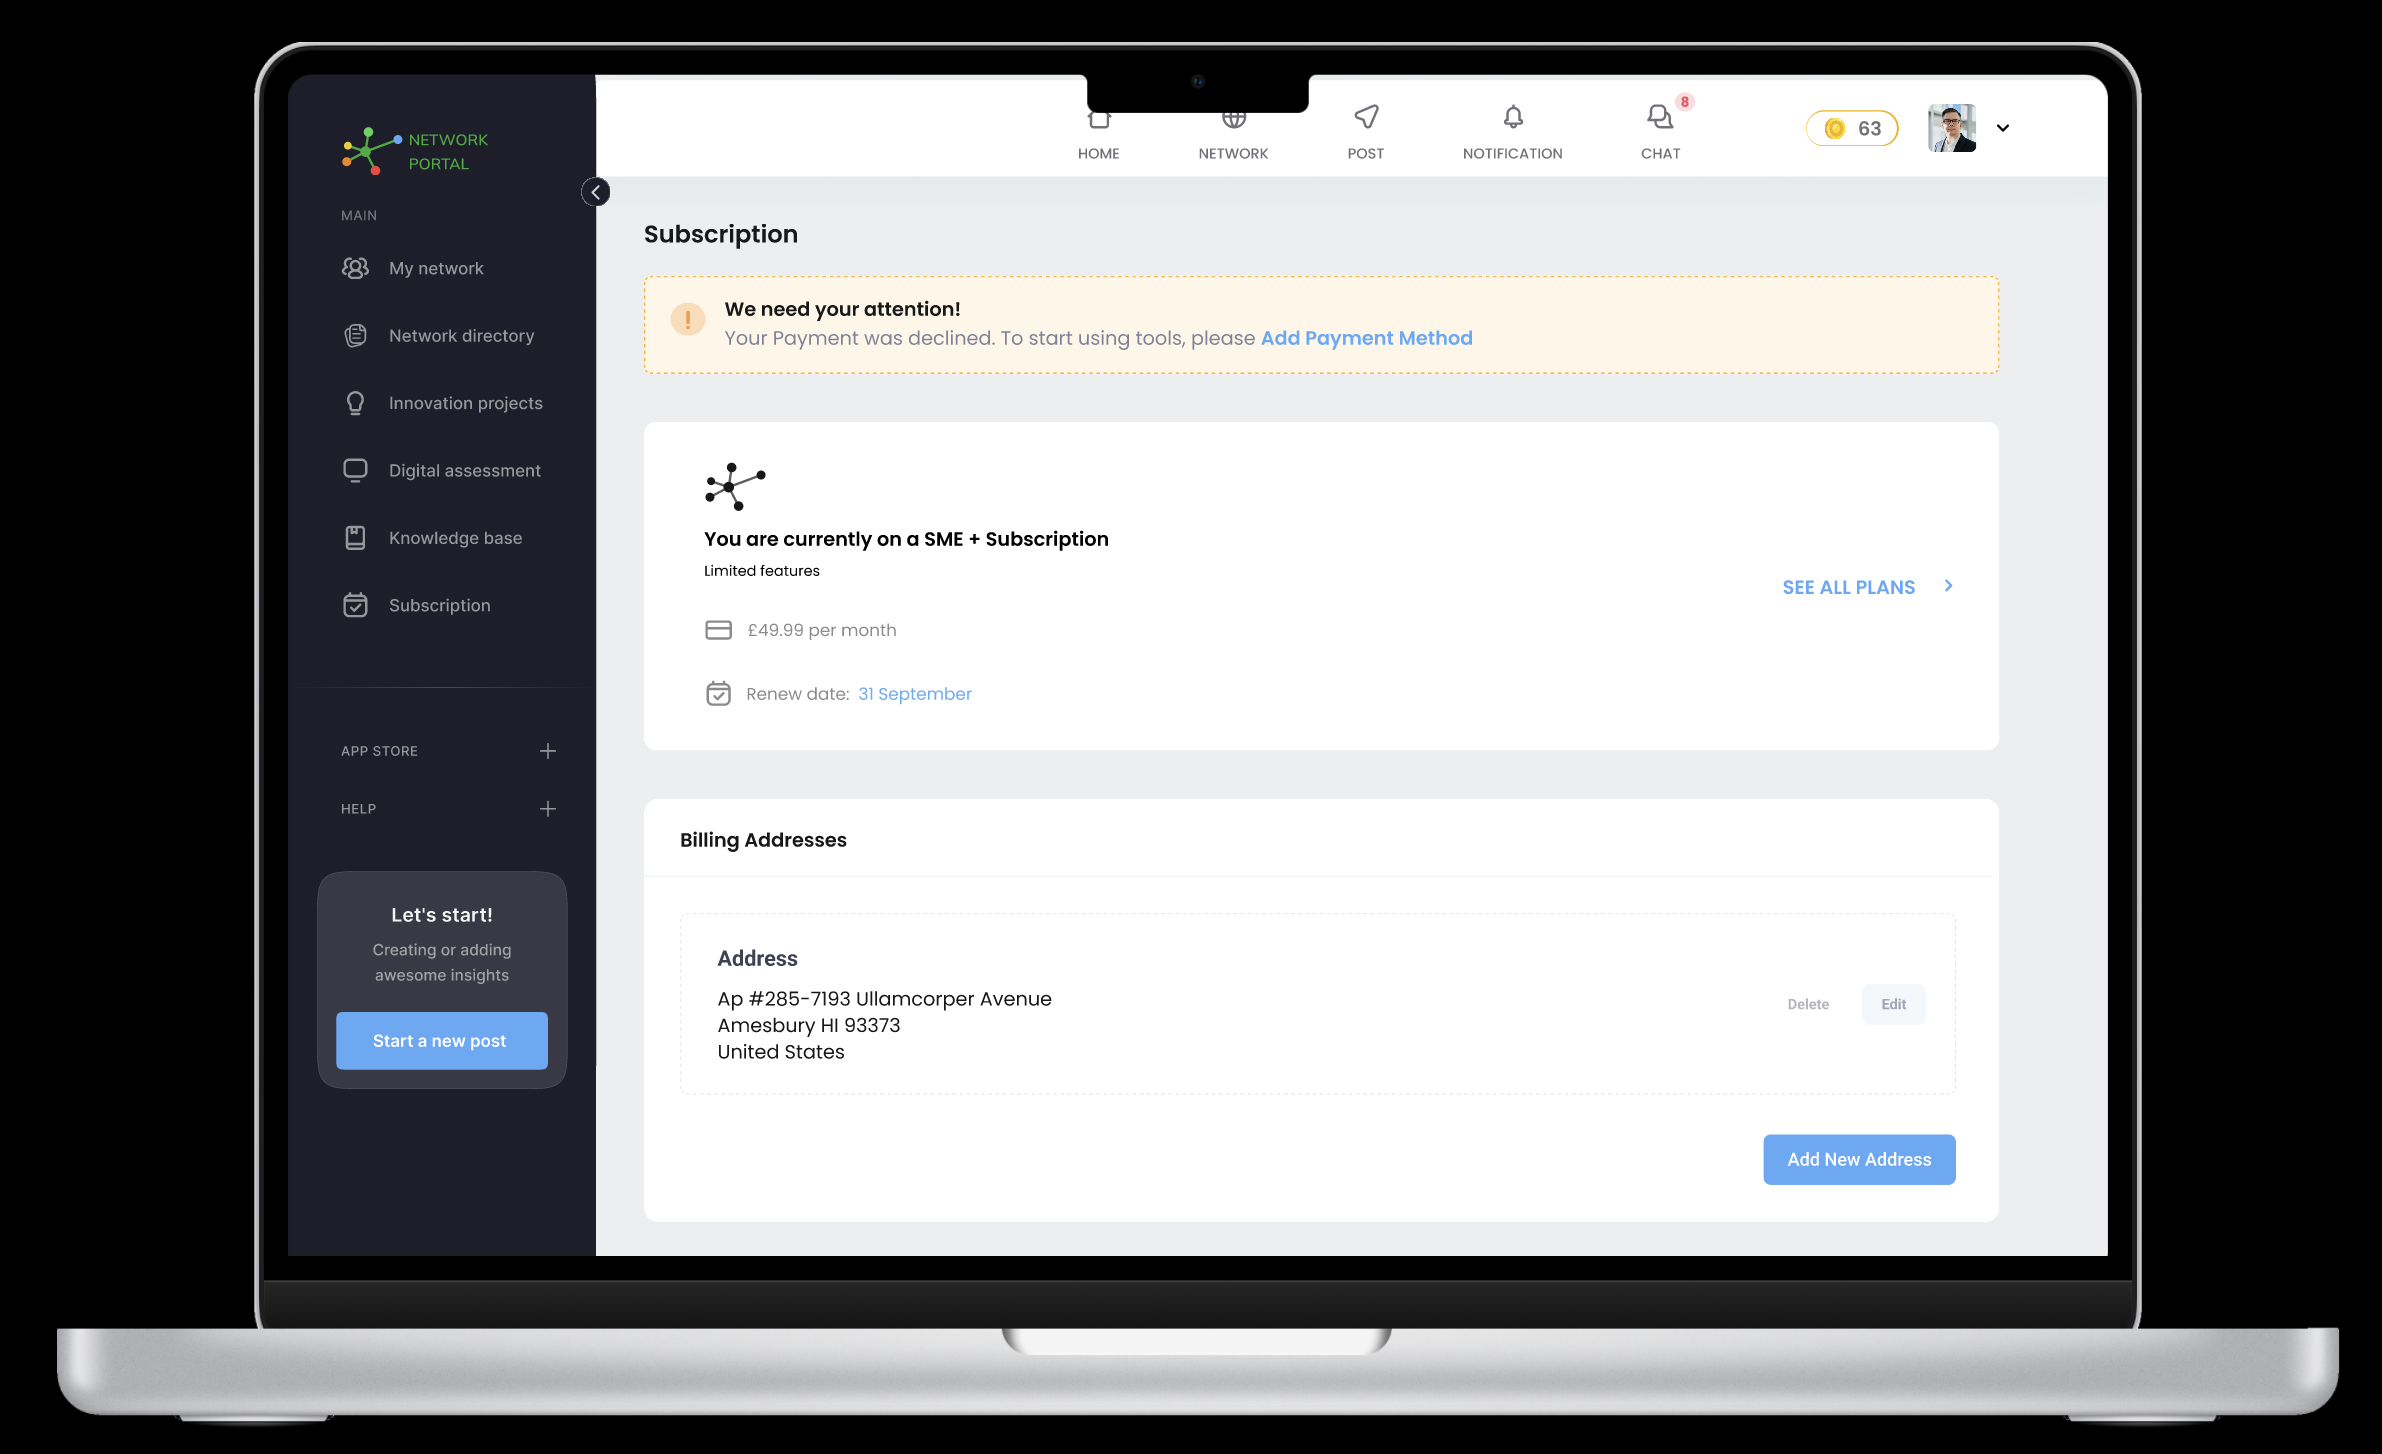 NETWORK
PORTAL
MAIN
My network
Network directory
Innovation projects
Digital assessment
Knowledge base
Subscription
APP STORE
HELP
Let's start!
Creating or adding
awesome insights
Start a new post
HOME
NETWORK
POST
NOTIFICATION
CHAT
8
63
Subscription
We need your attention!
Your Payment was declined. To start using tools, please Add Payment Method
You are currently on a SME + Subscription
Limited features
£49.99 per month
Renew date: 31 September
SEE ALL PLANS
Billing Addresses
Address
Ap #285-7193 Ullamcorper Avenue
Amesbury HI 93373
United States
Delete
Edit
Add New Address